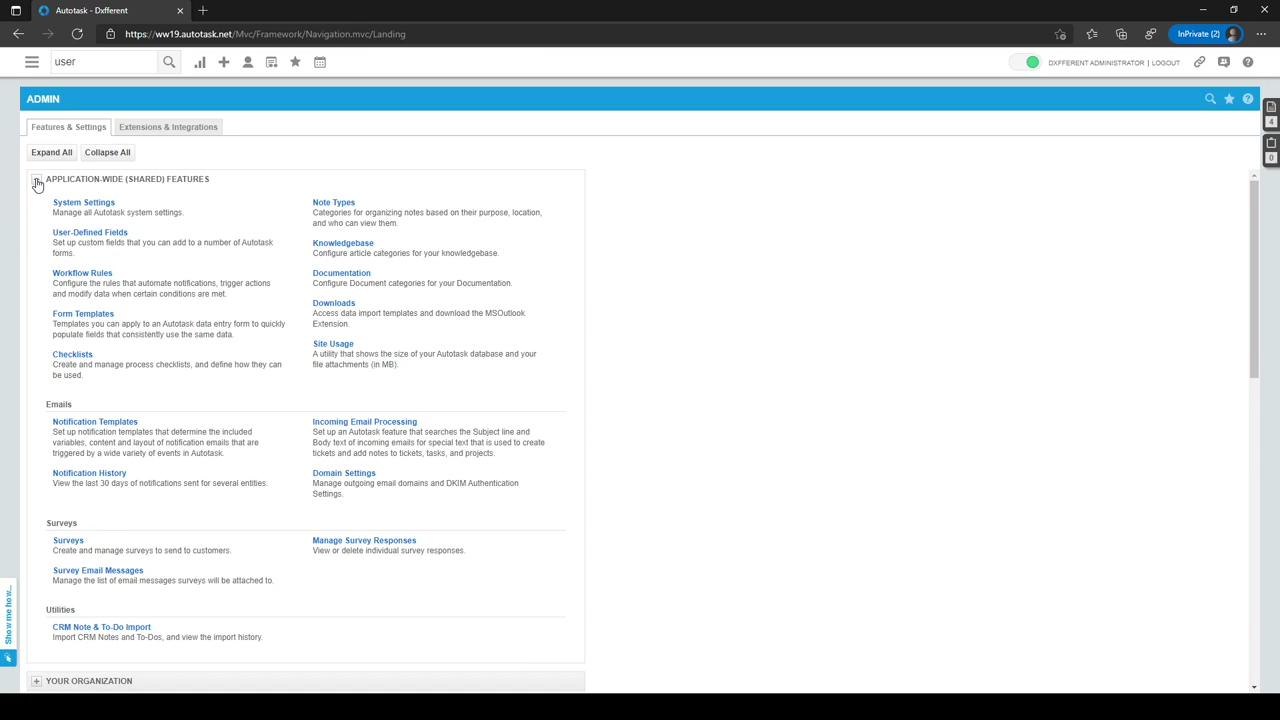 Autotask - Dxfferent
https://ww19.autotask.net/Mvc/Framework/Navigation.mvc/Landing
InPrivate (2)
user
DXFFERENT ADMINISTRATOR | LOGOUT
ADMIN
4
0
Features & Settings
Extensions & Integrations
Expand All
Collapse All
APPLICATION-WIDE (SHARED) FEATURES
System Settings
Manage all Autotask system settings.
User-Defined Fields
Set up custom fields that you can add to a number of Autotask
forms.
Workflow Rules
Configure the rules that automate notifications, trigger actions
and modify data when certain conditions are met.
Form Templates
Templates you can apply to an Autotask data entry form to quickly
populate fields that consistently use the same data.
Checklists
Create and manage process checklists, and define how they can
be used.
Note Types
Categories for organizing notes based on their purpose, location,
and who can view them.
Knowledgebase
Configure article categories for your knowledgebase.
Documentation
Configure Document categories for your Documentation.
Downloads
Access data import templates and download the MSOutlook
Extension.
Site Usage
A utility that shows the size of your Autotask database and your
file attachments (in MB).
Emails
Notification Templates
Set up notification templates that determine the included
variables, content and layout of notification emails that are
triggered by a wide variety of events in Autotask.
Notification History
View the last 30 days of notifications sent for several entities.
Incoming Email Processing
Set up an Autotask feature that searches the Subject line and
Body text of incoming emails for special text that is used to create
tickets and add notes to tickets, tasks, and projects.
Domain Settings
Manage outgoing email domains and DKIM Authentication
Settings.
Surveys
Surveys
Create and manage surveys to send to customers.
Survey Email Messages
Manage the list of email messages surveys will be attached to.
Manage Survey Responses
View or delete individual survey responses.
Utilities
CRM Note & To-Do Import
Import CRM Notes and To-Dos, and view the import history.
YOUR ORGANIZATION
Show me how...